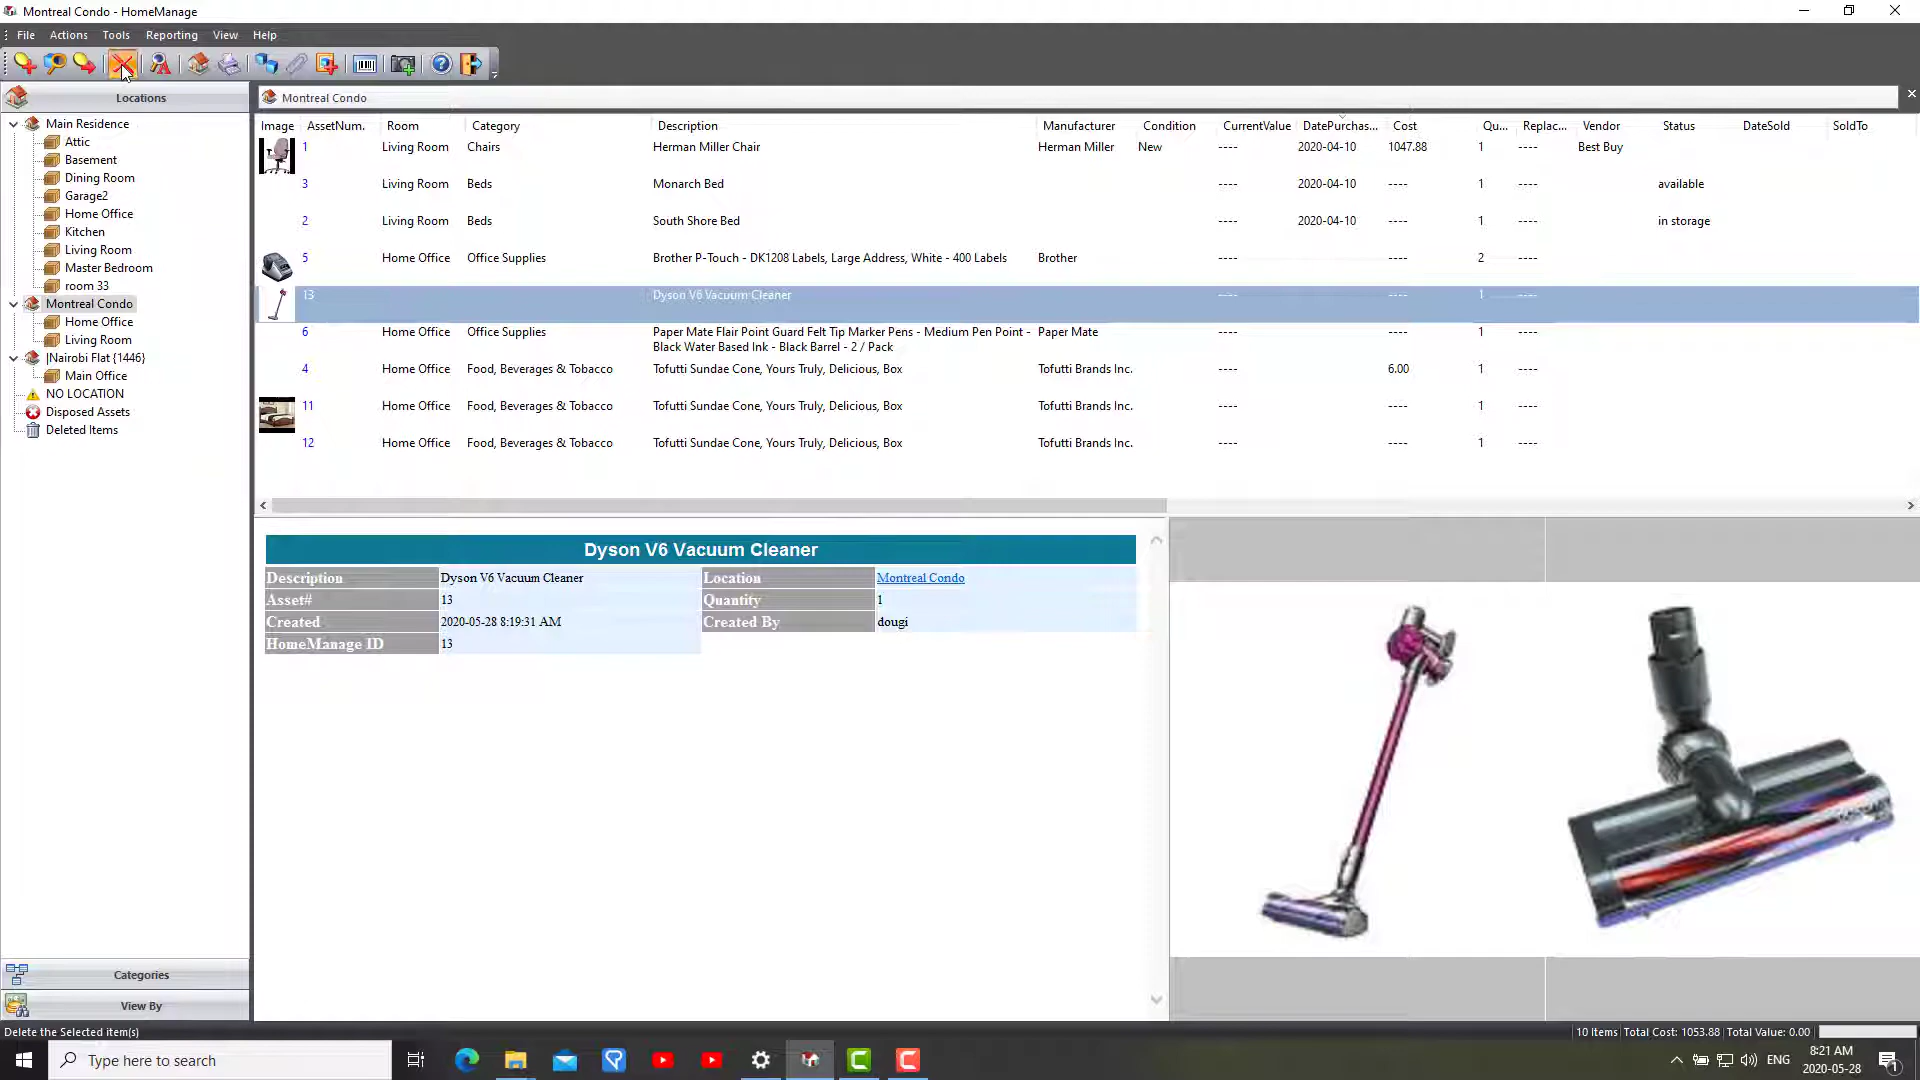 Montreal Condo - HomeManage
File Actions Tools Reporting View Help
Locations
Montreal Condo
Main Residence
Attic
Basement
Dining Room
Garage2
Home Office
Kitchen
Living Room
Master Bedroom
room 33
Montreal Condo
Home Office
Living Room
|Nairobi Flat {1446}
Main Office
NO LOCATION
Disposed Assets
Deleted Items
Categories
View By
Image AssetNum. Room Category Description Manufacturer Condition CurrentValue DatePurchas... Cost Qu... Replac... Vendor Status DateSold SoldTo
1 Living Room Chairs Herman Miller Chair Herman Miller New ---- 2020-04-10 1047.88 1 ---- Best Buy
3 Living Room Beds Monarch Bed ---- 2020-04-10 ---- 1 ---- available
2 Living Room Beds South Shore Bed ---- 2020-04-10 ---- 1 ---- in storage
5 Home Office Office Supplies Brother P-Touch - DK1208 Labels, Large Address, White - 400 Labels Brother ---- ---- 2 ----
13 Dyson V6 Vacuum Cleaner ---- ---- 1 ----
6 Home Office Office Supplies Paper Mate Flair Point Guard Felt Tip Marker Pens - Medium Pen Point - Paper Mate ---- ---- 1 ----
Black Water Based Ink - Black Barrel - 2 / Pack
4 Home Office Food, Beverages & Tobacco Tofutti Sundae Cone, Yours Truly, Delicious, Box Tofutti Brands Inc. ---- 6.00 1 ----
11 Home Office Food, Beverages & Tobacco Tofutti Sundae Cone, Yours Truly, Delicious, Box Tofutti Brands Inc. ---- ---- 1 ----
12 Home Office Food, Beverages & Tobacco Tofutti Sundae Cone, Yours Truly, Delicious, Box Tofutti Brands Inc. ---- ---- 1 ----
Dyson V6 Vacuum Cleaner
Description Dyson V6 Vacuum Cleaner Location Montreal Condo
Asset# 13 Quantity 1
Created 2020-05-28 8:19:31 AM Created By dougi
HomeManage ID 13
Delete the Selected item(s)
10 Items Total Cost: 1053.88 Total Value: 0.00
Type here to search
ENG
8:21 AM
2020-05-28
1